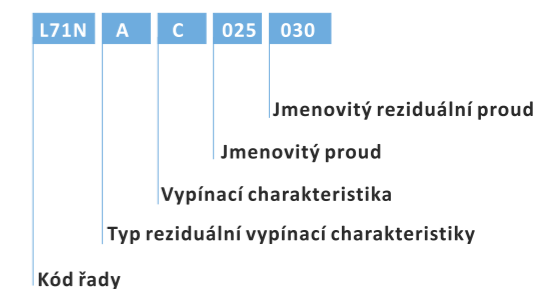 L71N A C 025 030
Jmenovitý reziduální proud
Jmenovitý proud
Vypínací charakteristika
Typ reziduální vypínací charakteristiky
Kód řady